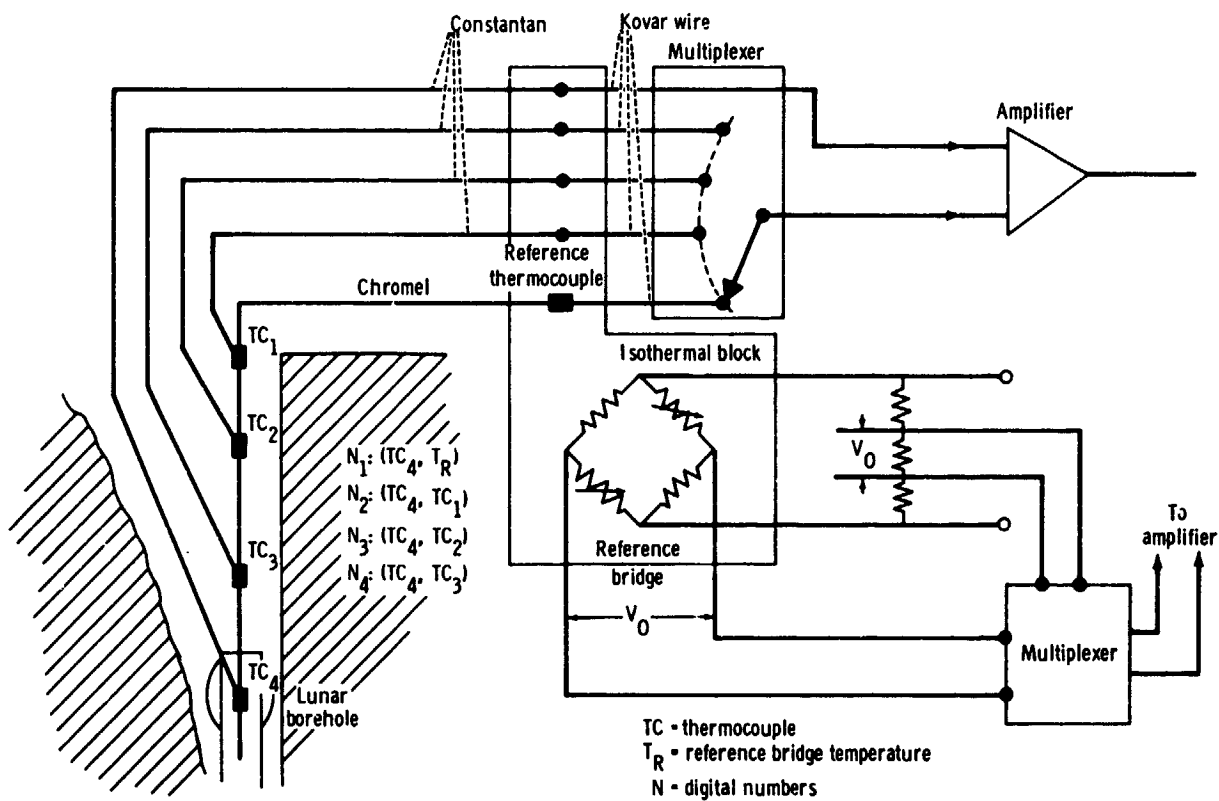 Constantan
Kovar wire
Multiplexer
Amplifier
Reference
thermocouple
Chromel
TC1
Isothermal block
TC2
N1: (TC4, TR)
N2: (TC4, TC1)
VO
N3: (TC4, TC2)
TC3
N4: (TC4, TC3)
Reference
bridge
To
amplifier
VO
Multiplexer
TC4
Lunar
borehole
TC - thermocouple
TR - reference bridge temperature
N - digital numbers